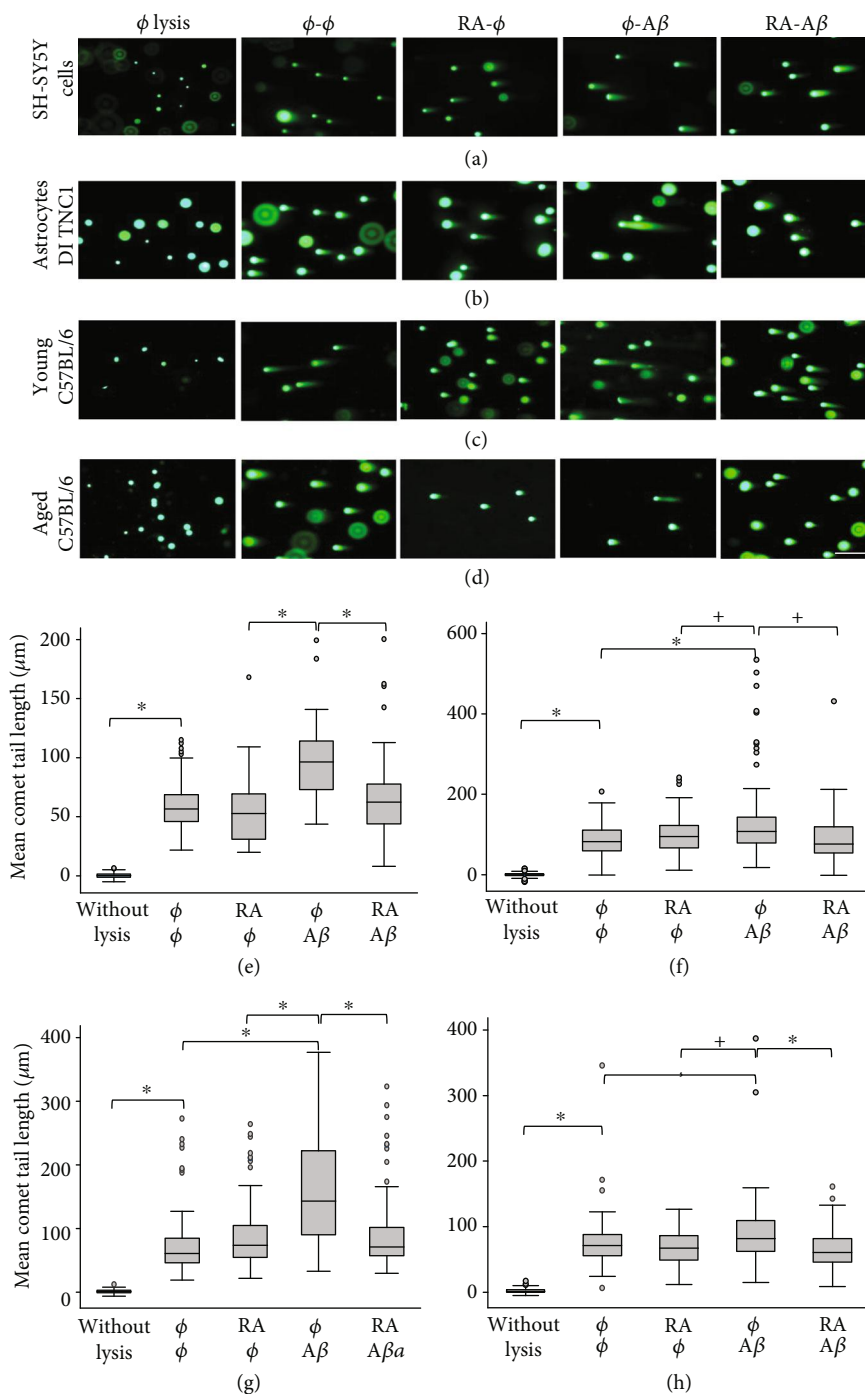 ϕ lysis ϕ-ϕ RA-ϕ ϕ-Aβ RA-Aβ
SH-SY5Y
cells
(a)
Astrocytes
DI TNC1
(b)
Young
C57BL/6
(c)
Aged
C57BL/6
(d)
Mean comet tail length (μm)
200
150
100
50
0
* * *
Without
lysis
ϕ
ϕ
RA
ϕ
ϕ
Aβ
RA
Aβ
(e)
600
400
200
0
* * + +
Without
lysis
ϕ
ϕ
RA
ϕ
ϕ
Aβ
RA
Aβ
(f)
Mean comet tail length (μm)
400
300
200
100
0
* * * *
Without
lysis
ϕ
ϕ
RA
ϕ
ϕ
Aβ
RA
Aβa
(g)
400
300
200
100
0
* + *
Without
lysis
ϕ
ϕ
RA
ϕ
ϕ
Aβ
RA
Aβ
(h)